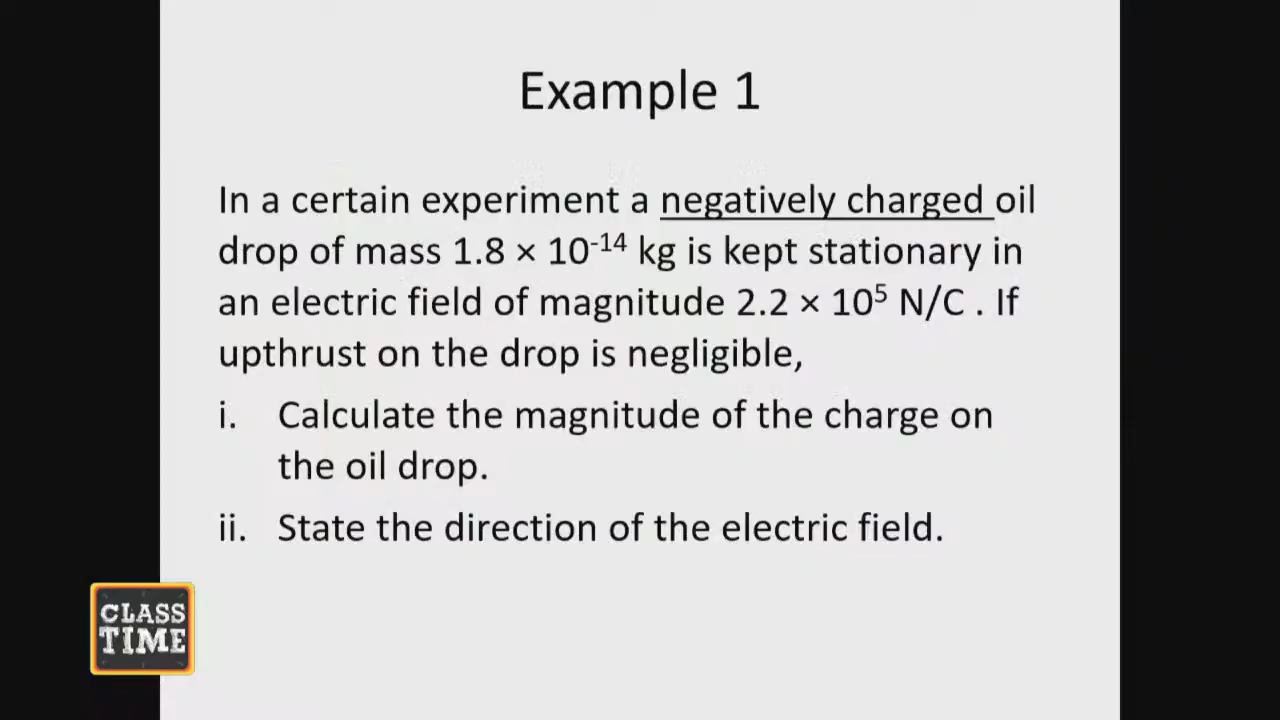 Example 1
In a certain experiment a negatively charged oil
drop of mass 1.8 × 10⁻¹⁴ kg is kept stationary in
an electric field of magnitude 2.2 × 10⁵ N/C . If
upthrust on the drop is negligible,
i. Calculate the magnitude of the charge on
the oil drop.
ii. State the direction of the electric field.
CLASS
TIME